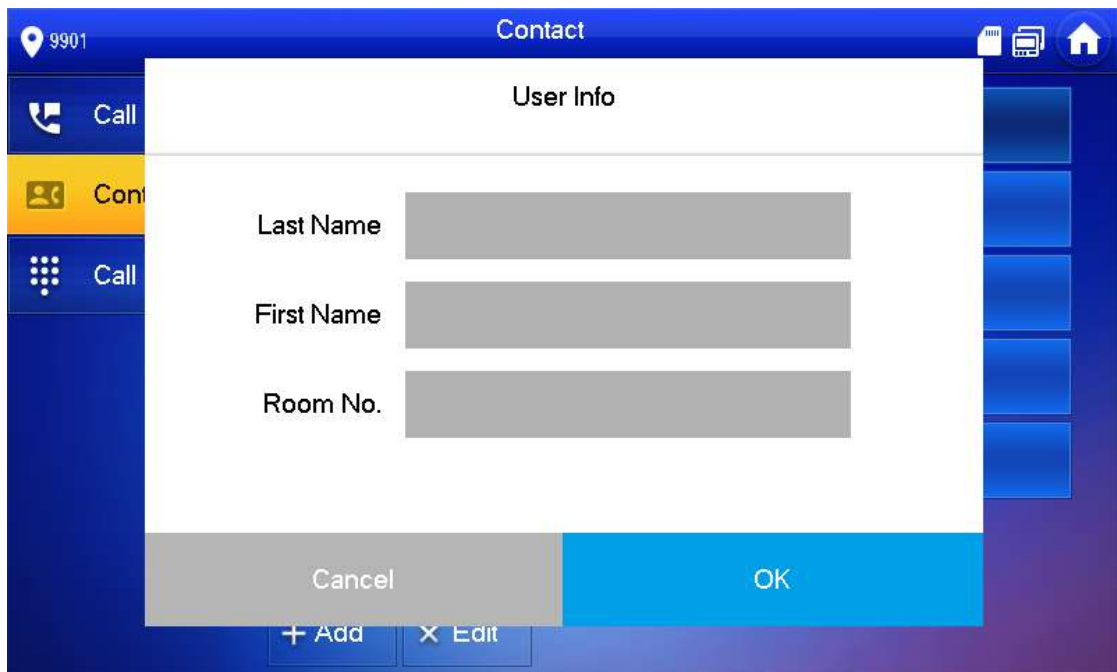 9901
Contact
User Info
Call
Cont
Call
Last Name
First Name
Room No.
Cancel
OK
+ Add
× Edit